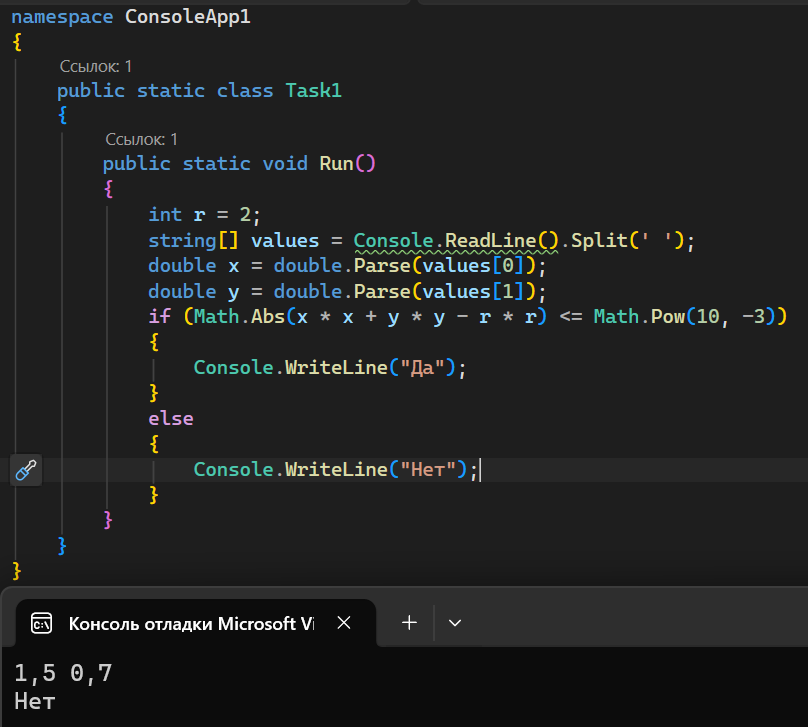 namespace ConsoleApp1
{
Ссылок: 1
public static class Task1
{
Ссылок: 1
public static void Run()
{
int r = 2;
string[] values = Console.ReadLine().Split(' ');
double x = double.Parse(values[0]);
double y = double.Parse(values[1]);
if (Math.Abs(x * x + y * y - r * r) <= Math.Pow(10, -3))
{
Console.WriteLine("Да");
}
else
{
Console.WriteLine("Нет");
}
}
}
}
Консоль отладки Microsoft Vi
1,5 0,7
Нет